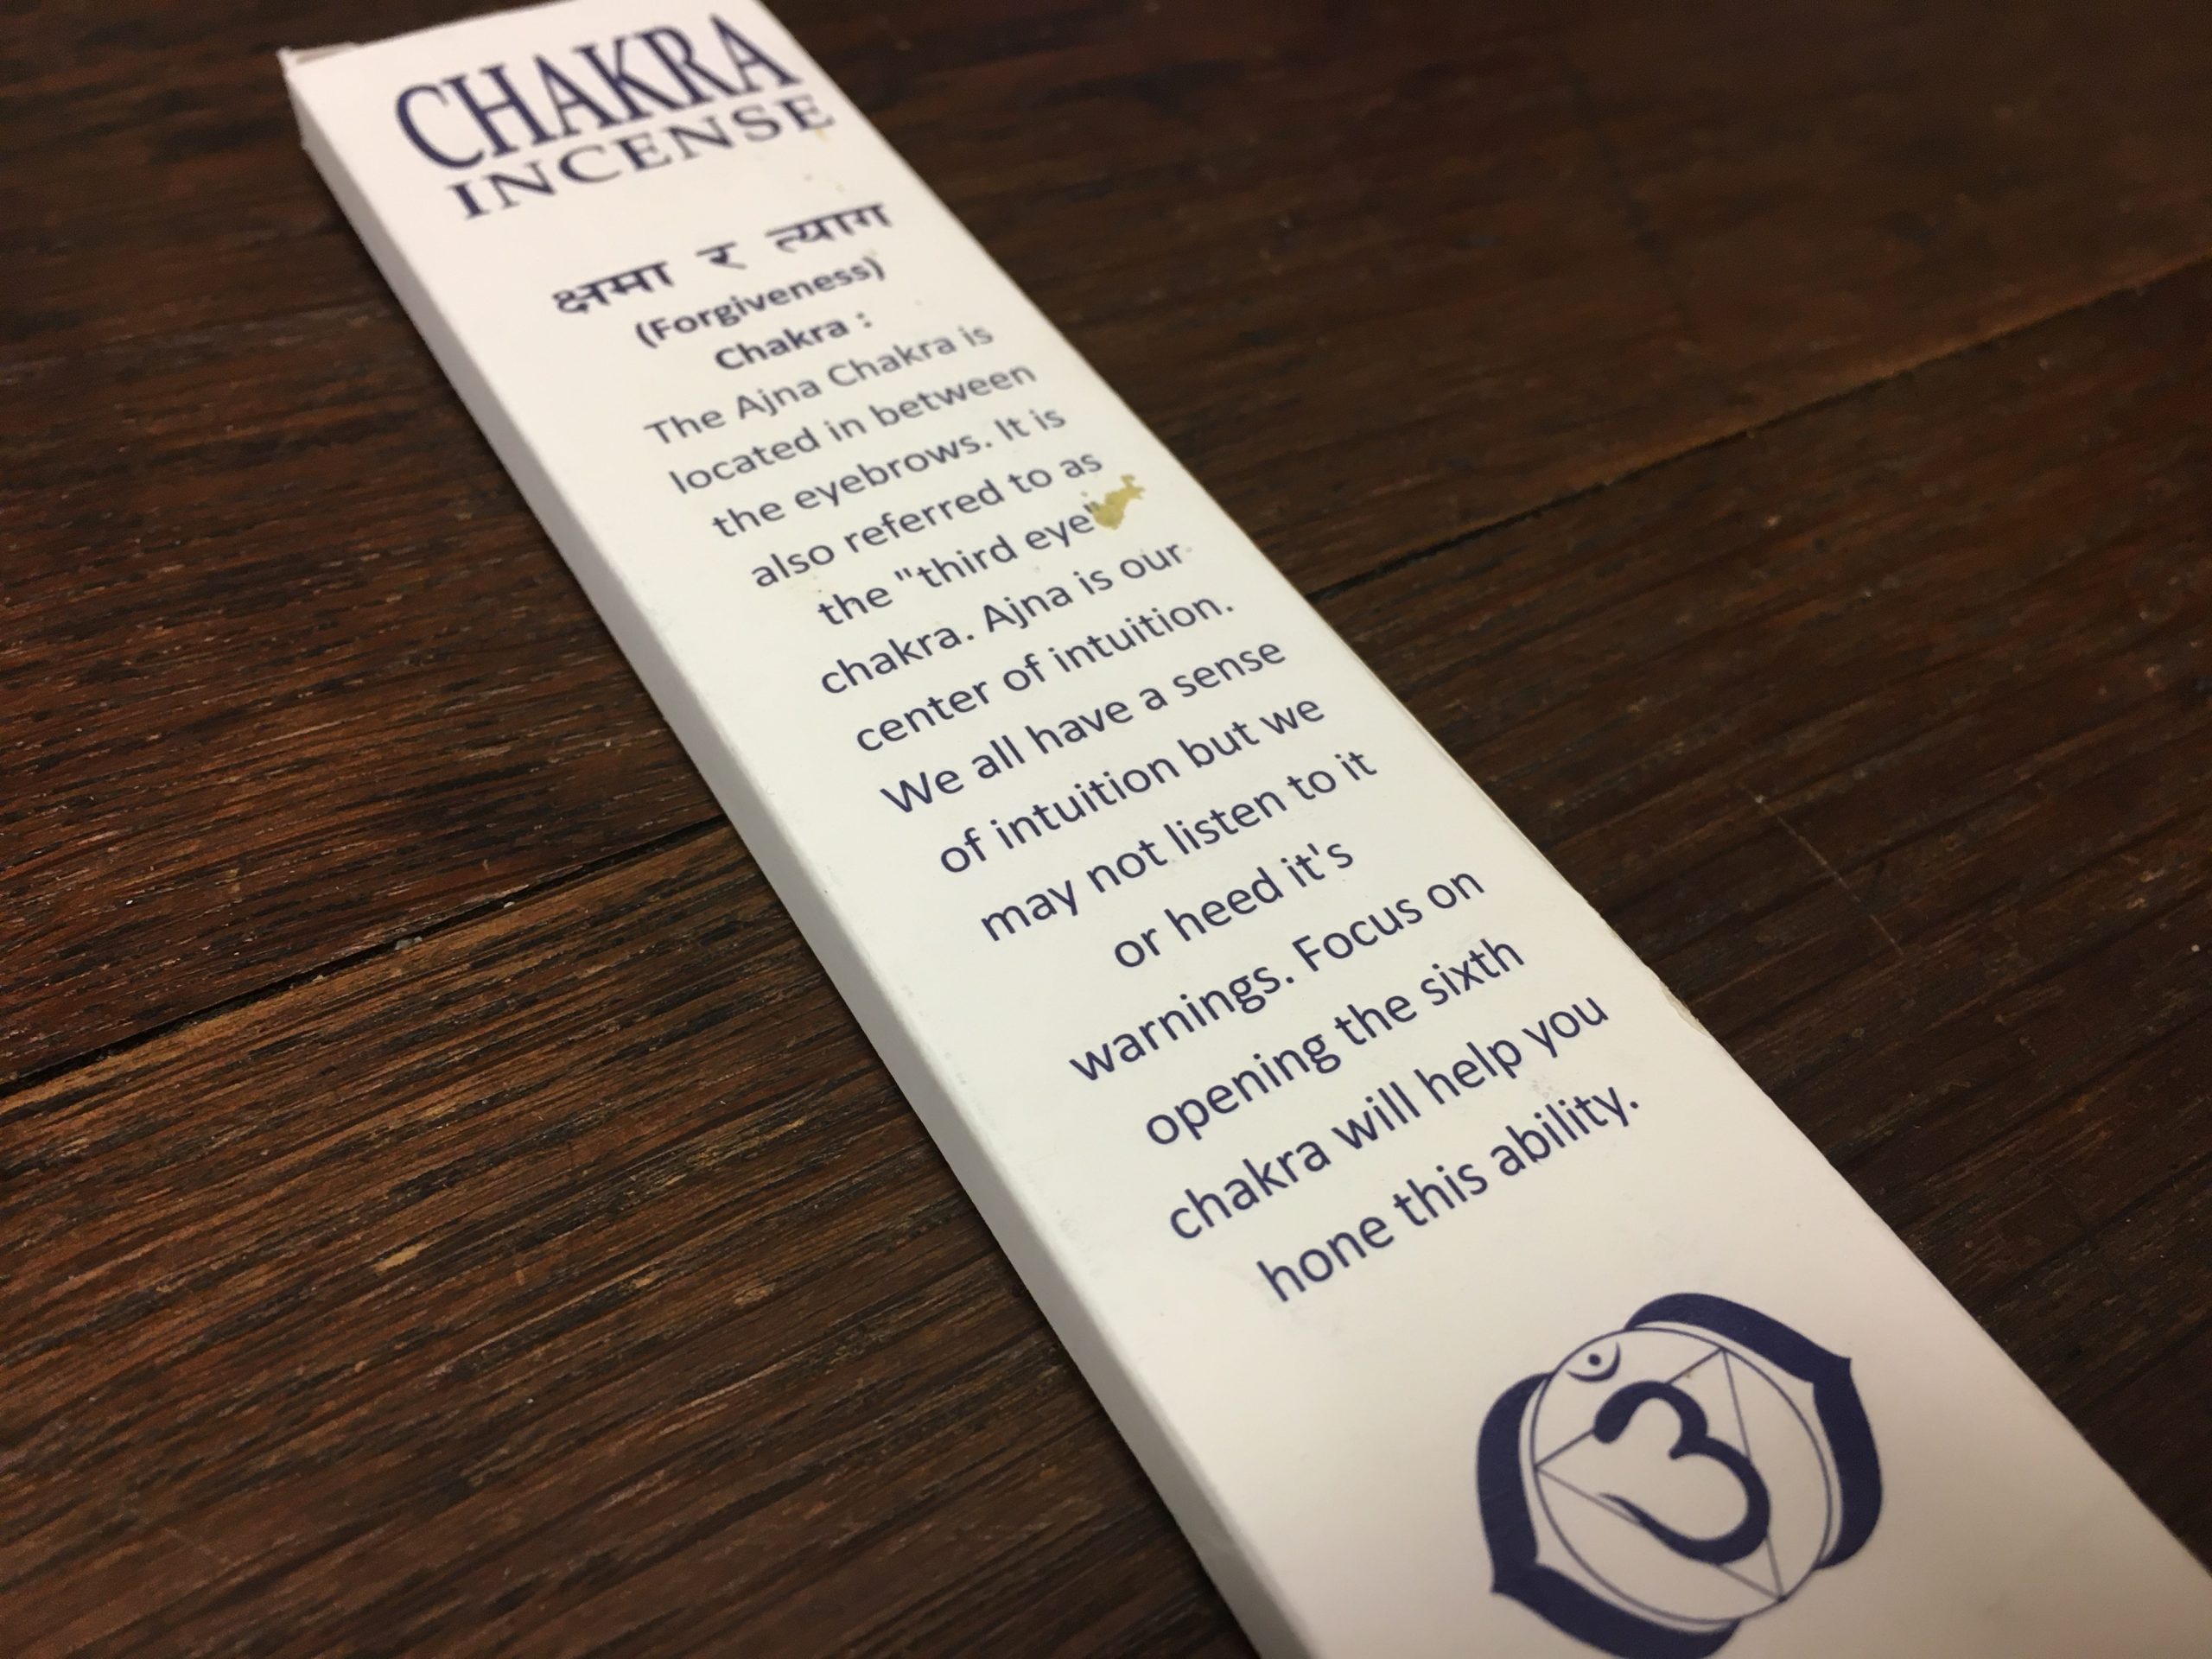 CHAKRA
INCENSE
क्षमा र त्याग
(Forgiveness)
Chakra :
The Ajna Chakra is
located in between
the eyebrows. It is
also referred to as
the "third eye"
chakra. Ajna is our
center of intuition.
We all have a sense
of intuition but we
may not listen to it
or heed it's
warnings. Focus on
opening the sixth
chakra will help you
hone this ability.